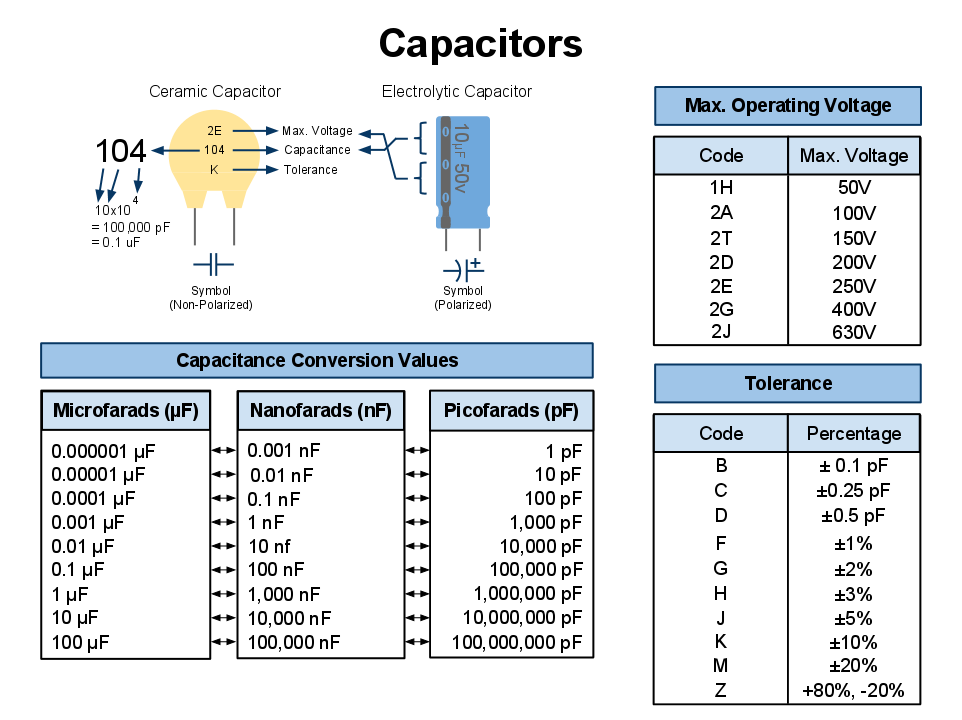 Capacitors
Ceramic Capacitor
2E
104
K
Max. Voltage
Capacitance
Tolerance
104
10x10
4
= 100,000 pF
= 0.1 uF
Symbol
(Non-Polarized)
Electrolytic Capacitor
10µF 50v
0
0
0
+
Symbol
(Polarized)
Max. Operating Voltage
Code Max. Voltage
1H 50V
2A 100V
2T 150V
2D 200V
2E 250V
2G 400V
2J 630V
Capacitance Conversion Values
Microfarads (µF) Nanofarads (nF) Picofarads (pF)
0.000001 µF 0.001 nF 1 pF
0.00001 µF 0.01 nF 10 pF
0.0001 µF 0.1 nF 100 pF
0.001 µF 1 nF 1,000 pF
0.01 µF 10 nf 10,000 pF
0.1 µF 100 nF 100,000 pF
1 µF 1,000 nF 1,000,000 pF
10 µF 10,000 nF 10,000,000 pF
100 µF 100,000 nF 100,000,000 pF
Tolerance
Code Percentage
B ± 0.1 pF
C ±0.25 pF
D ±0.5 pF
F ±1%
G ±2%
H ±3%
J ±5%
K ±10%
M ±20%
Z +80%, -20%